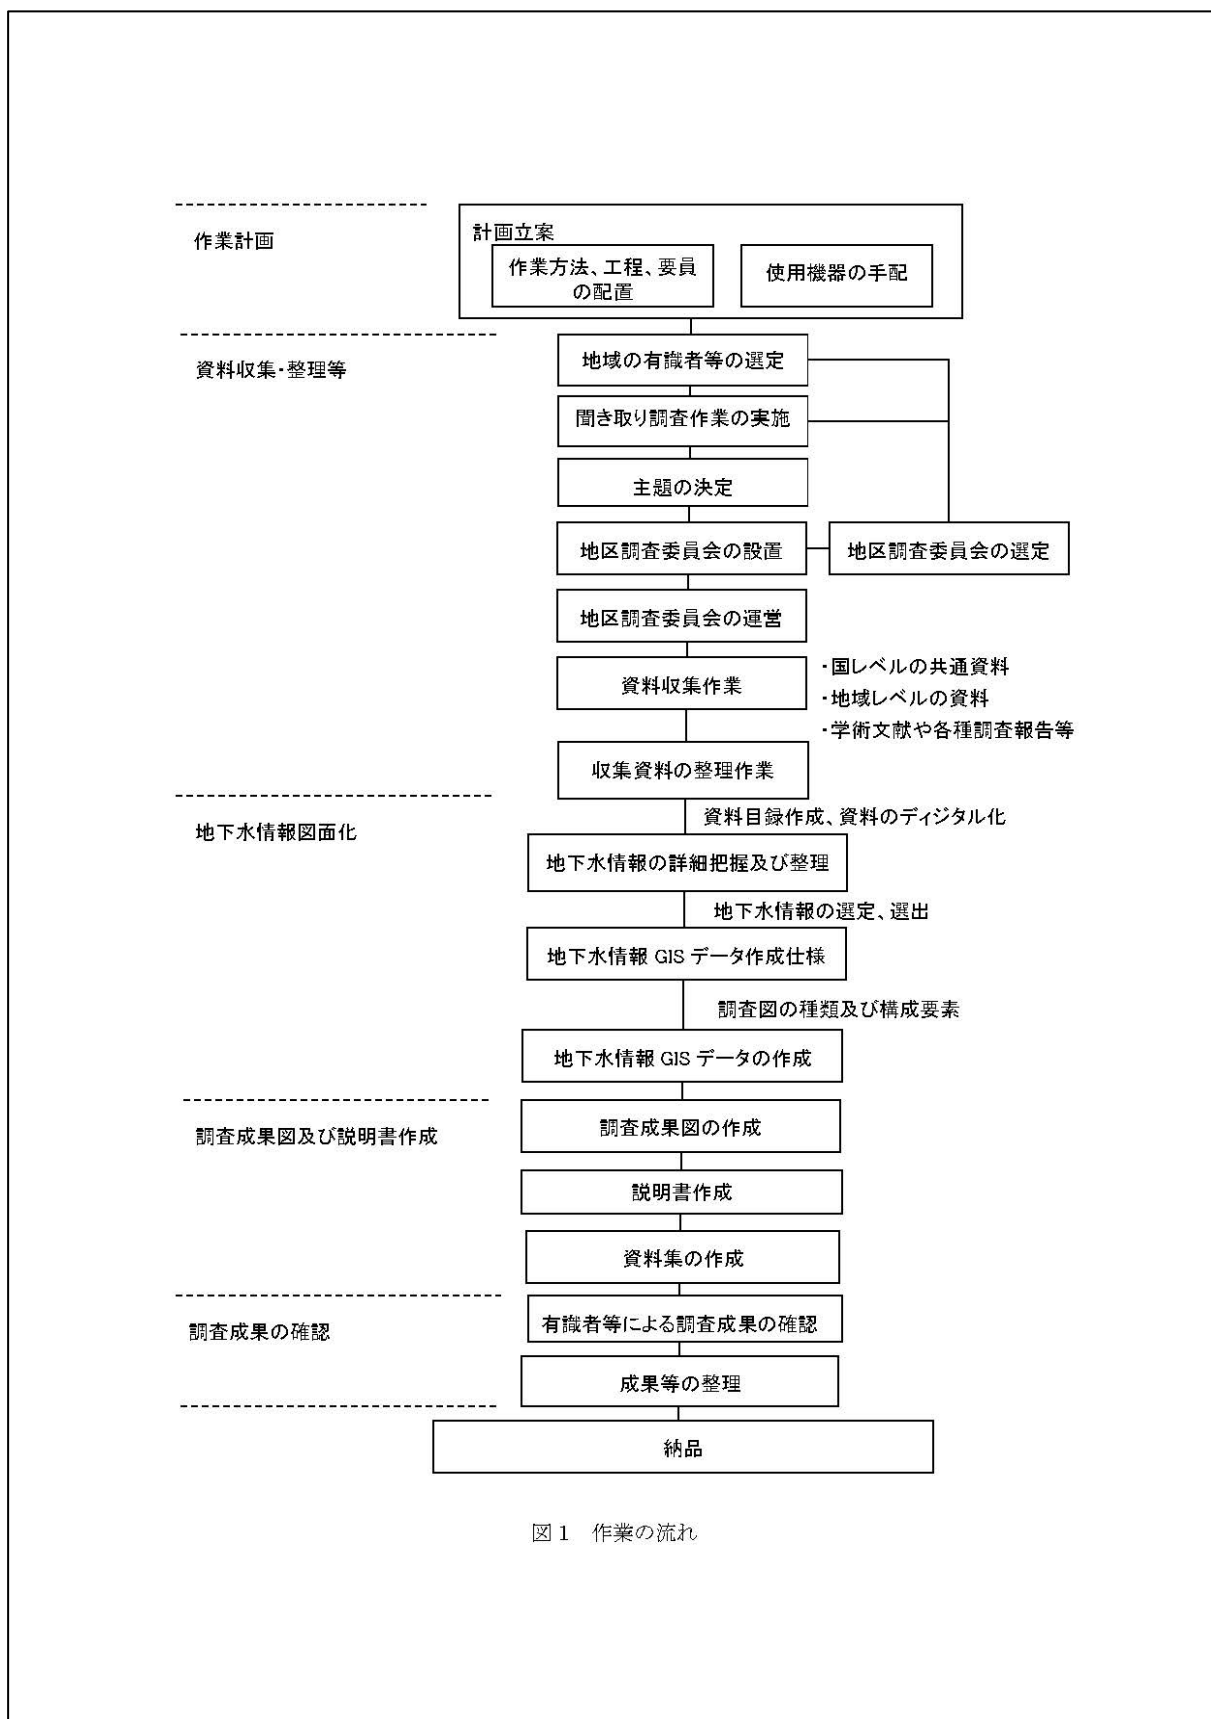 作業計画
計画立案
作業方法、工程、要員
の配置
使用機器の手配
資料収集・整理等
地域の有識者等の選定
聞き取り調査作業の実施
主題の決定
地区調査委員会の設置
地区調査委員会の選定
地区調査委員会の運営
資料収集作業
・国レベルの共通資料
・地域レベルの資料
・学術文献や各種調査報告等
収集資料の整理作業
資料目録作成、資料のディジタル化
地下水情報図面化
地下水情報の詳細把握及び整理
地下水情報の選定、選出
地下水情報 GIS データ作成仕様
調査図の種類及び構成要素
地下水情報 GIS データの作成
調査成果図及び説明書作成
調査成果図の作成
説明書作成
資料集の作成
調査成果の確認
有識者等による調査成果の確認
成果等の整理
納品
図 1　作業の流れ